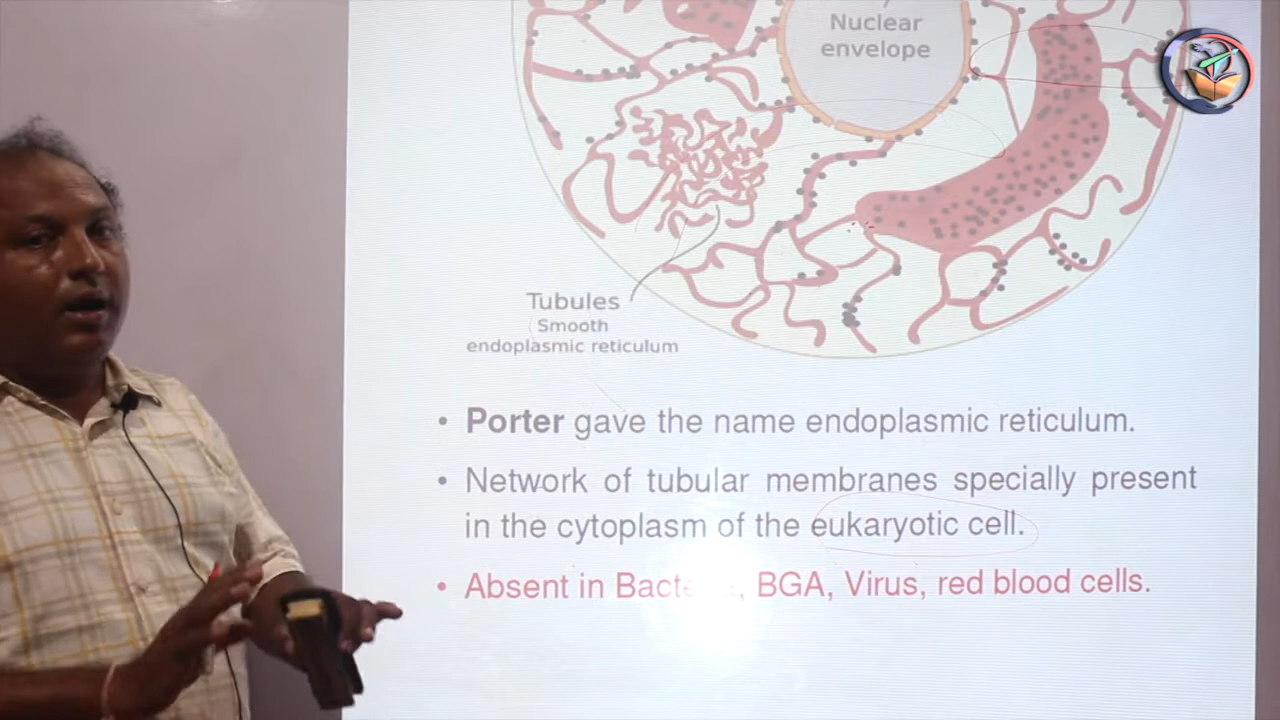 Nuclear
envelope
Tubules
Smooth
endoplasmic reticulum
• Porter gave the name endoplasmic reticulum.
• Network of tubular membranes specially present
in the cytoplasm of the eukaryotic cell.
• Absent in , BGA, Virus, red blood cells.